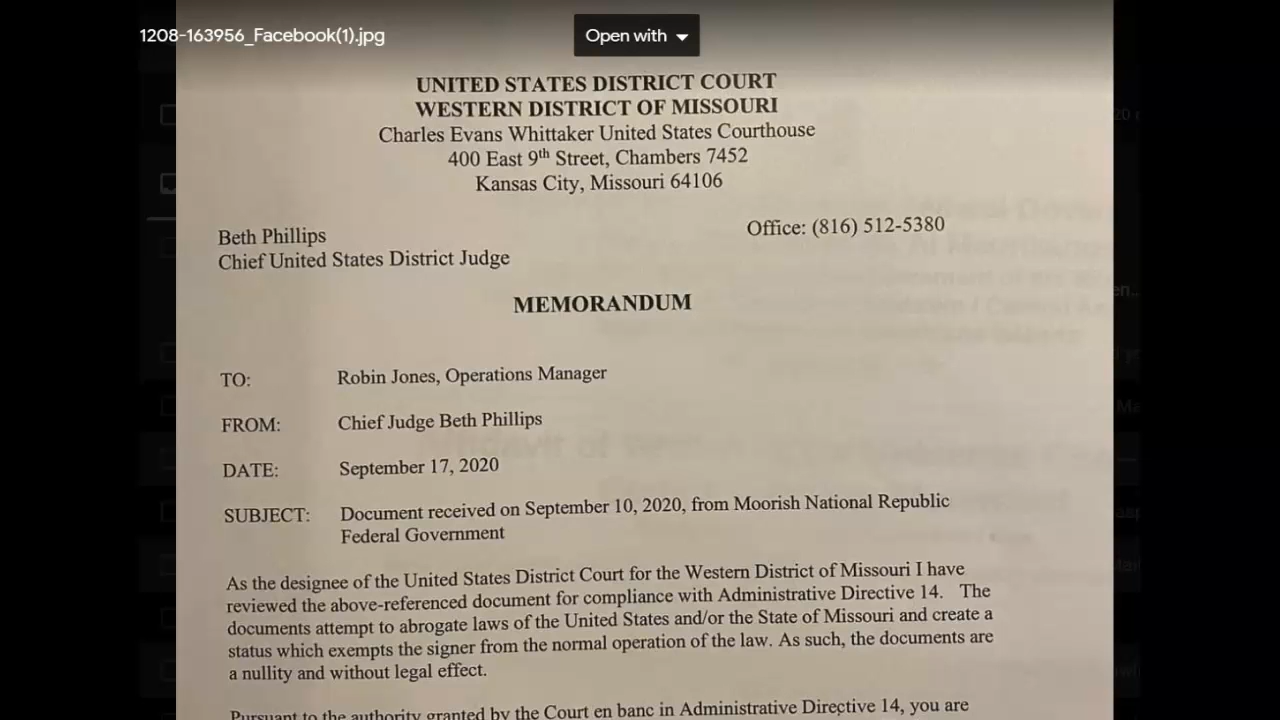 1208-163956_Facebook(1).jpg
Open with
UNITED STATES DISTRICT COURT
WESTERN DISTRICT OF MISSOURI
Charles Evans Whittaker United States Courthouse
400 East 9th Street, Chambers 7452
Kansas City, Missouri 64106
Beth Phillips
Chief United States District Judge
Office: (816) 512-5380
MEMORANDUM
TO: Robin Jones, Operations Manager
FROM: Chief Judge Beth Phillips
DATE: September 17, 2020
SUBJECT: Document received on September 10, 2020, from Moorish National Republic
Federal Government
As the designee of the United States District Court for the Western District of Missouri I have
reviewed the above-referenced document for compliance with Administrative Directive 14. The
documents attempt to abrogate laws of the United States and/or the State of Missouri and create a
status which exempts the signer from the normal operation of the law. As such, the documents are
a nullity and without legal effect.
Pursuant to the authority granted by the Court en banc in Administrative Directive 14, you are